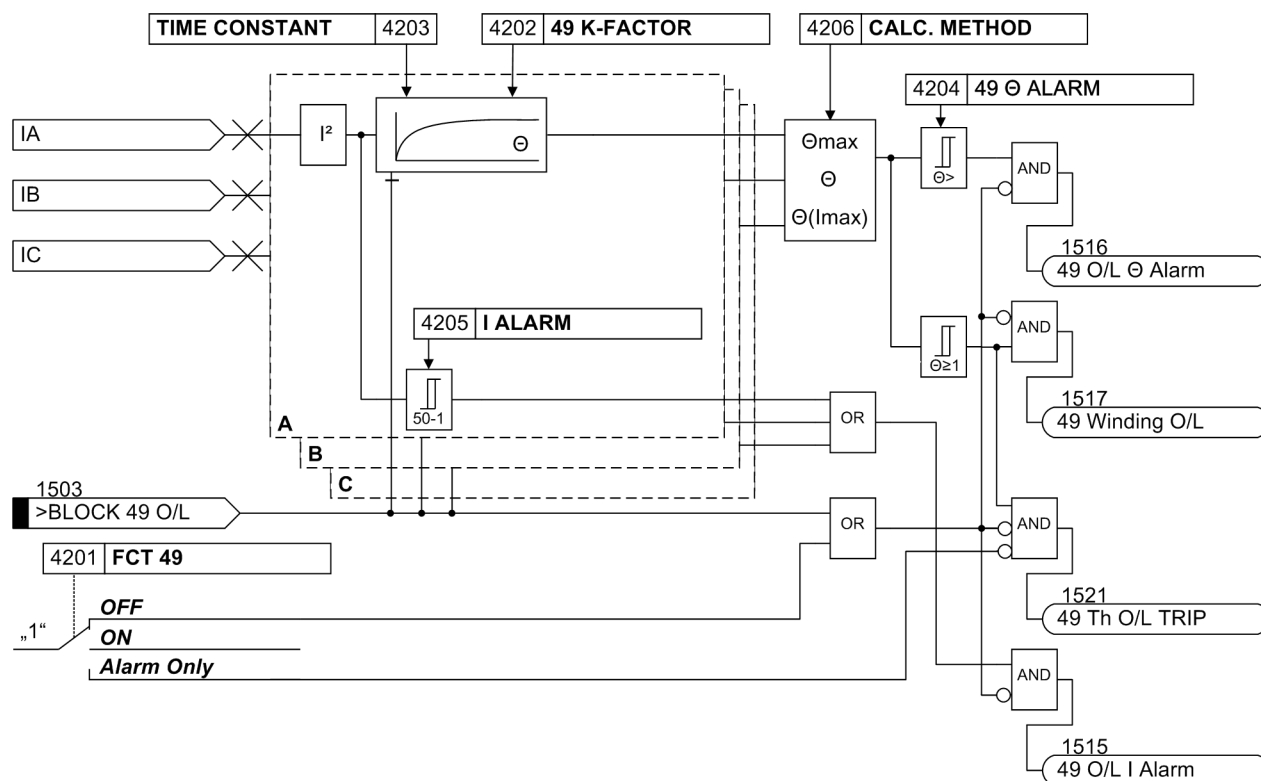 TIME CONSTANT 4203
4202 49 K-FACTOR
4206 CALC. METHOD
4204 49 Θ ALARM
IA
I²
Θ
Θmax
Θ
Θ(Imax)
Θ>
AND
IB
IC
1516
49 O/L Θ Alarm
4205 I ALARM
50-1
Θ≥1
AND
1517
49 Winding O/L
A
B
C
OR
1503
>BLOCK 49 O/L
OR
AND
4201 FCT 49
1521
49 Th O/L TRIP
„1“
OFF
ON
Alarm Only
AND
1515
49 O/L I Alarm